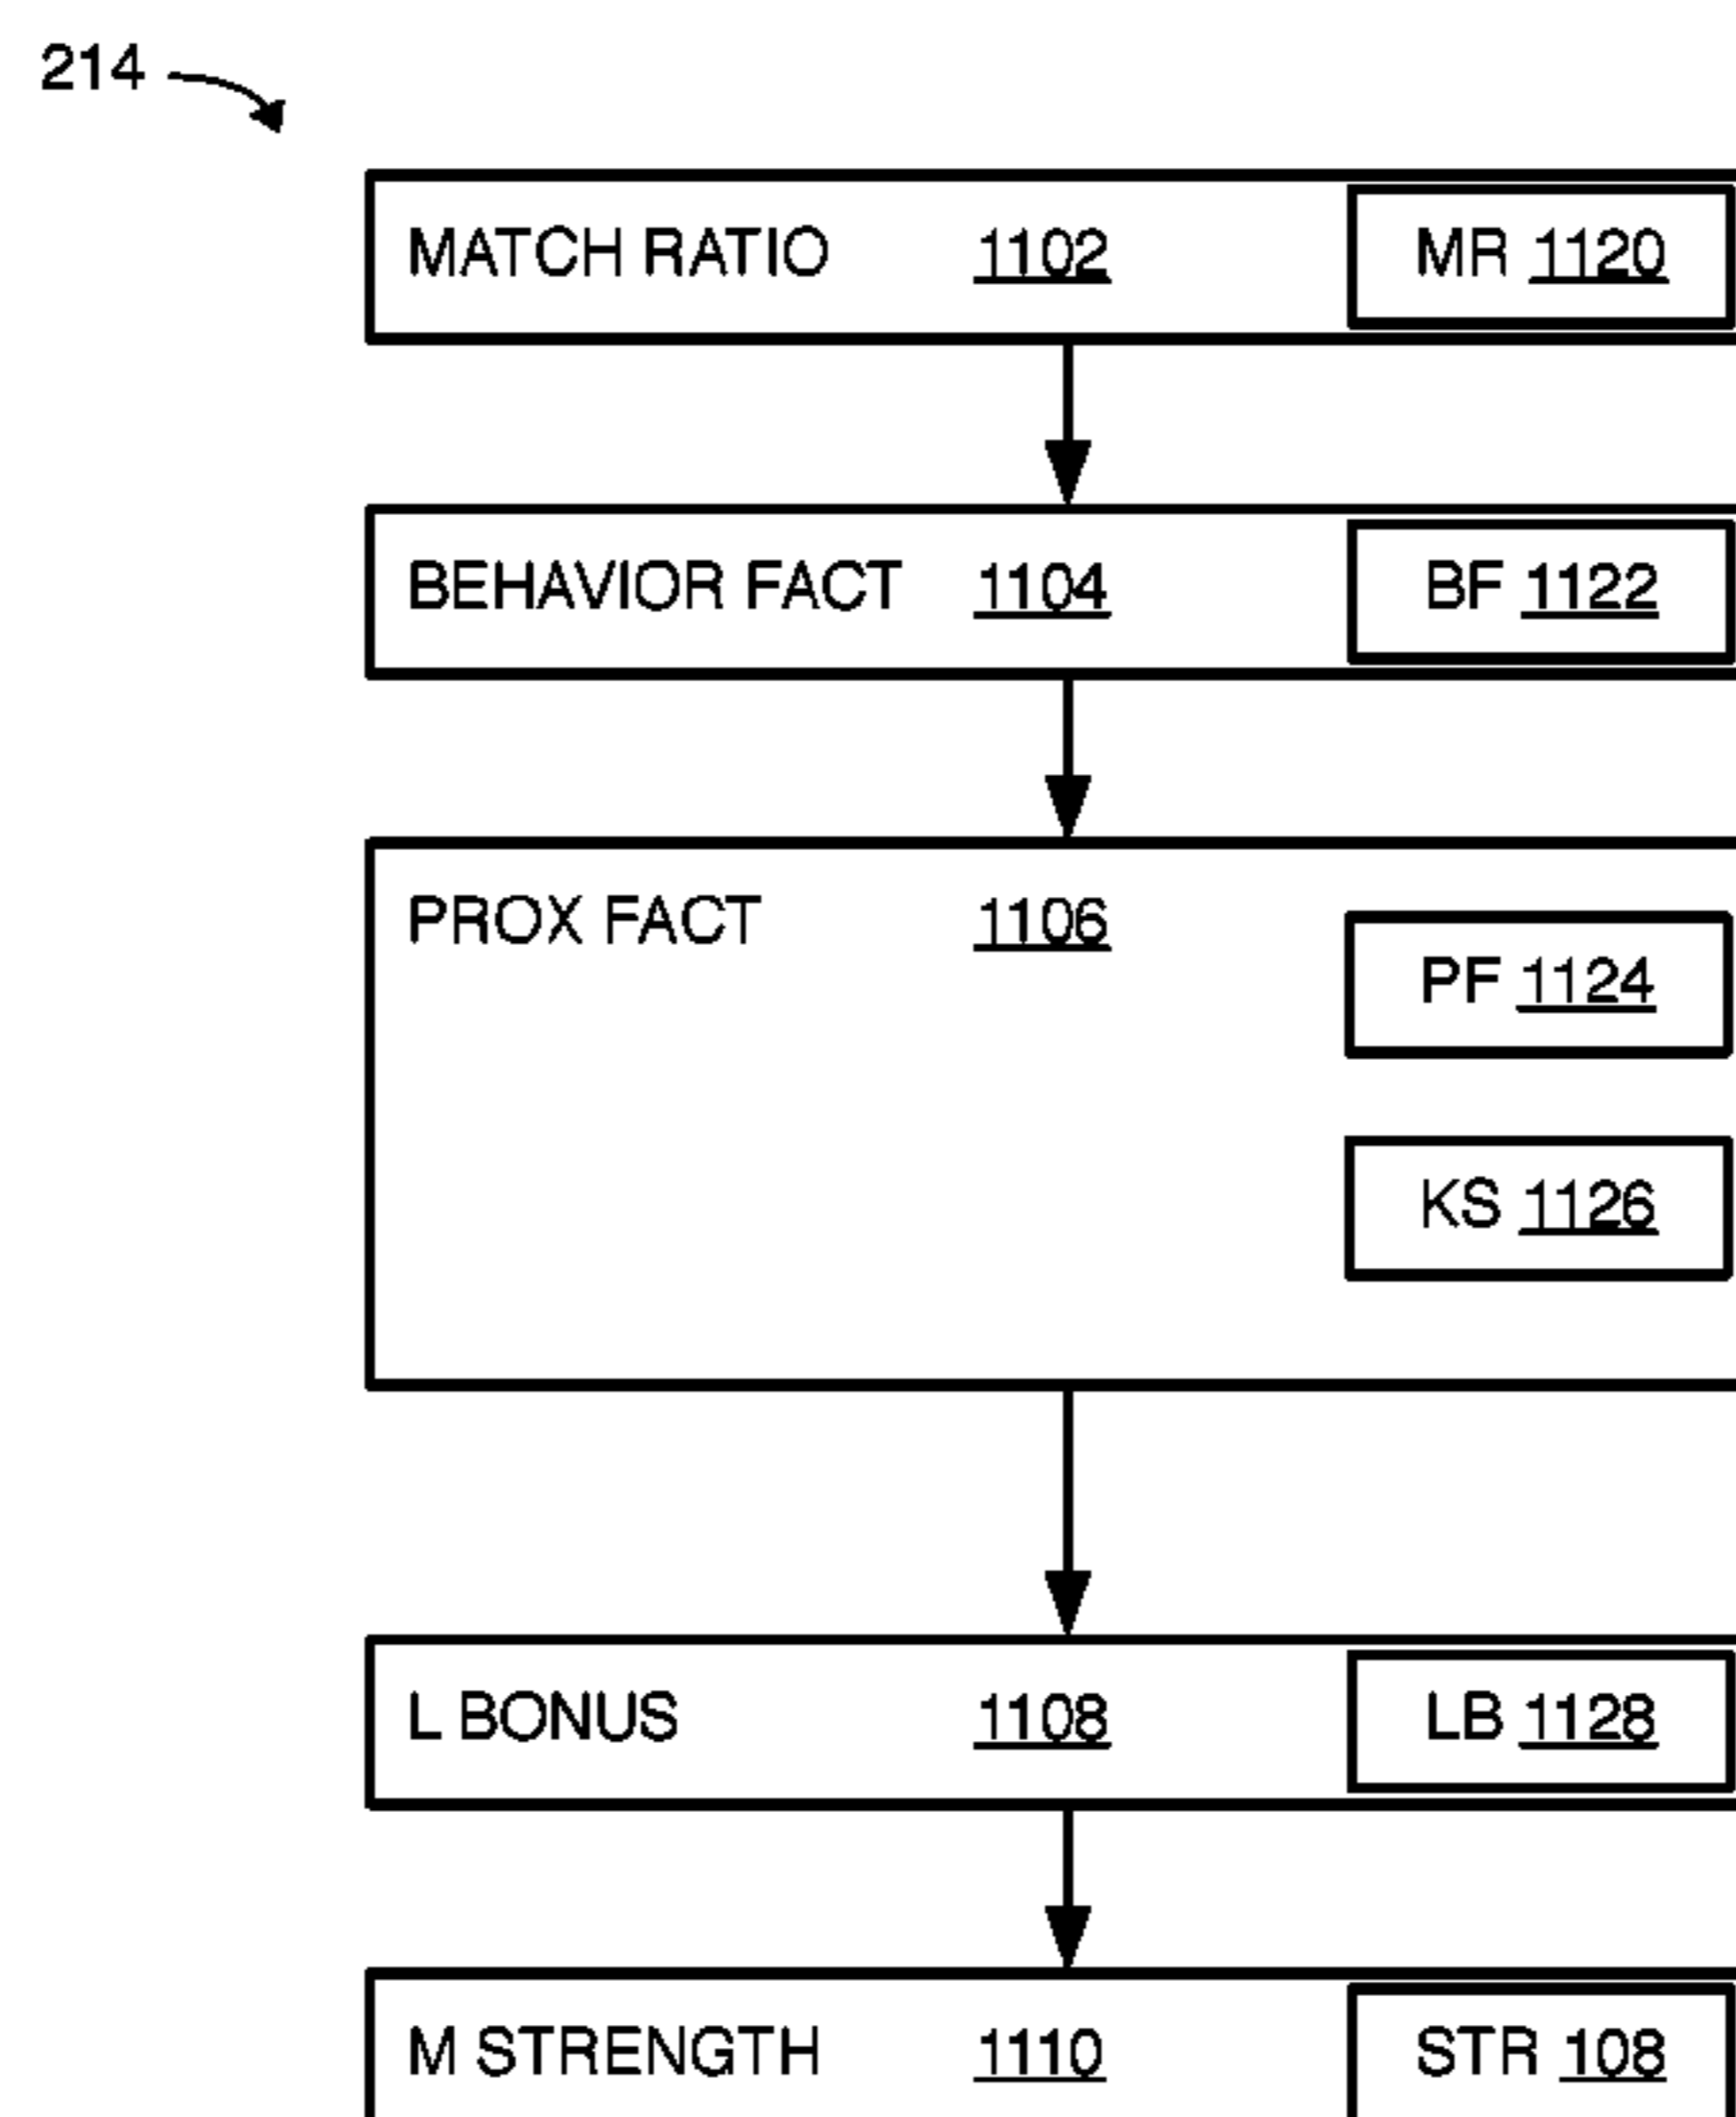 214
MATCH RATIO 1102 MR 1120
BEHAVIOR FACT 1104 BF 1122
PROX FACT 1106
PF 1124
KS 1126
L BONUS 1108 LB 1128
M STRENGTH 1110 STR 108